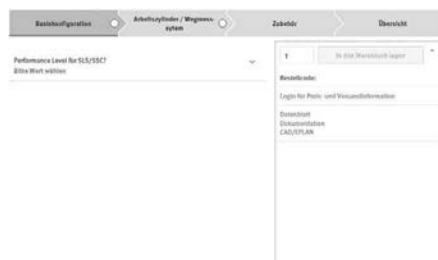 Basiskonfiguration
Arbeitszylinder / Wegmess-
sytem
Zubehör
Übersicht
Performance Level für SLS/SSC?
Bitte Wert wählen
1
In den Warenkorb legen
Bestellcode:
Login für Preis- und Versandinformation
Datenblatt
Dokumentation
CAD/EPLAN